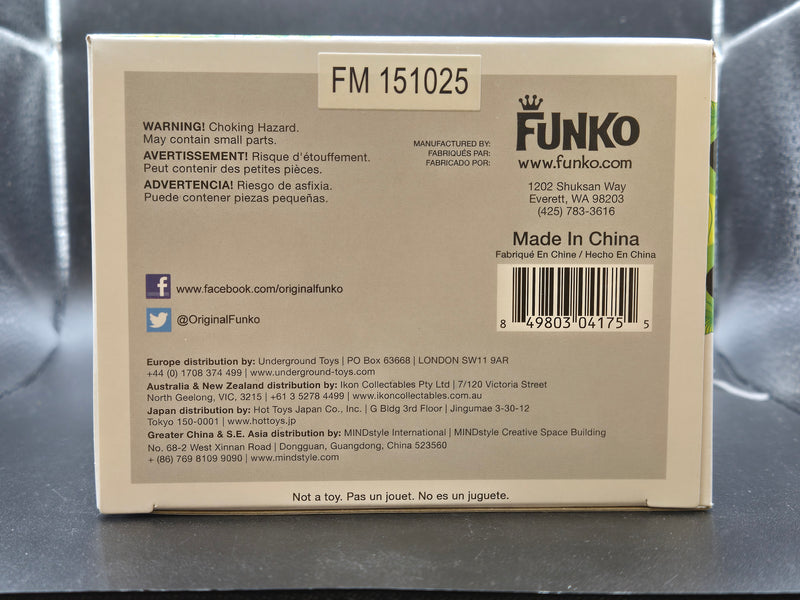 FM 151025
WARNING! Choking Hazard.
May contain small parts.
AVERTISSEMENT! Risque d'étouffement.
Peut contenir des petites pièces.
ADVERTENCIA! Riesgo de asfixia.
Puede contener piezas pequeñas.
MANUFACTURED BY:
FABRIQUÉS PAR:
FABRICADO POR:
FUNKO
www.funko.com
1202 Shuksan Way
Everett, WA 98203
(425) 783-3616
Made In China
Fabriqué En Chine / Hecho En China
8 49803 04175 5
f www.facebook.com/originalfunko
@OriginalFunko
Europe distribution by: Underground Toys | PO Box 63668 | LONDON SW11 9AR
+44 (0) 1708 374 499 | www.underground-toys.com
Australia & New Zealand distribution by: Ikon Collectables Pty Ltd | 7/120 Victoria Street
North Geelong, VIC, 3215 | +61 3 5278 4499 | www.ikoncollectables.com.au
Japan distribution by: Hot Toys Japan Co., Inc. | G Bldg 3rd Floor | Jingumae 3-30-12
Tokyo 150-0001 | www.hottoys.jp
Greater China & S.E. Asia distribution by: MINDstyle International | MINDstyle Creative Space Building
No. 68-2 West Xinnan Road | Dongguan, Guangdong, China 523560
+ (86) 769 8109 9090 | www.mindstyle.com
Not a toy. Pas un jouet. No es un juguete.